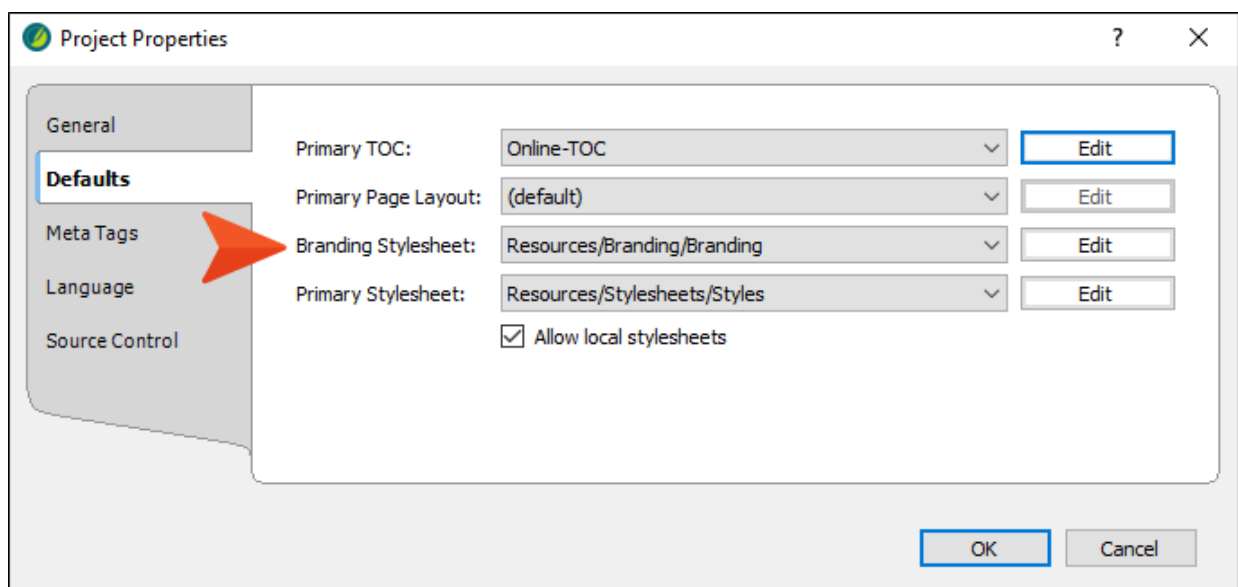 Project Properties ?
General
Defaults
Meta Tags
Language
Source Control
Primary TOC: Online-TOC Edit
Primary Page Layout: (default) Edit
Branding Stylesheet: Resources/Branding/Branding Edit
Primary Stylesheet: Resources/Stylesheets/Styles Edit
Allow local stylesheets
OK Cancel